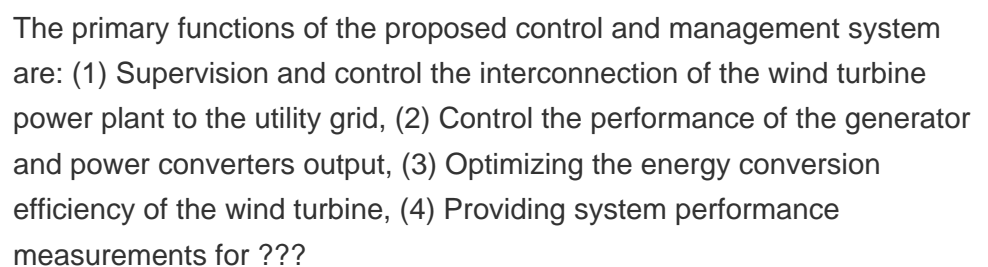 The primary functions of the proposed control and management system
are: (1) Supervision and control the interconnection of the wind turbine
power plant to the utility grid, (2) Control the performance of the generator
and power converters output, (3) Optimizing the energy conversion
efficiency of the wind turbine, (4) Providing system performance
measurements for ???